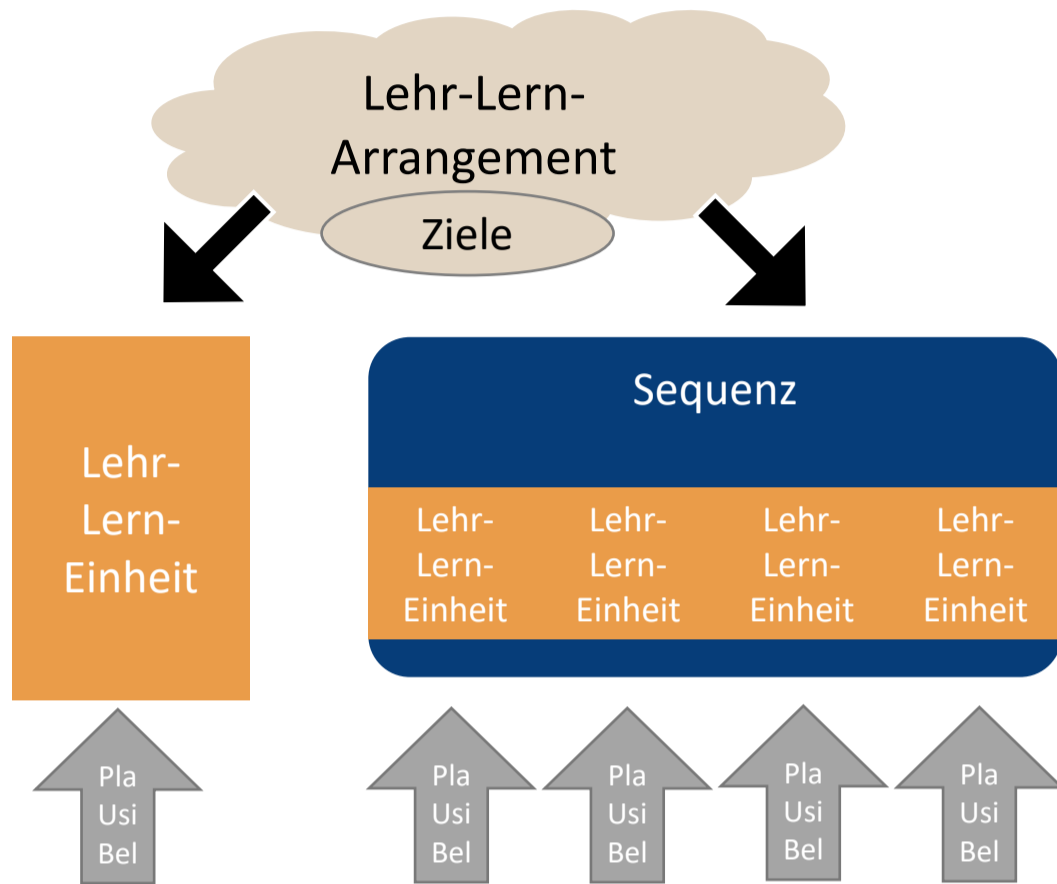 Lehr-Lern-
Arrangement
Ziele
Lehr-
Lern-
Einheit
Sequenz
Lehr-
Lern-
Einheit
Lehr-
Lern-
Einheit
Lehr-
Lern-
Einheit
Lehr-
Lern-
Einheit
Pla
Usi
Bel
Pla
Usi
Bel
Pla
Usi
Bel
Pla
Usi
Bel
Pla
Usi
Bel